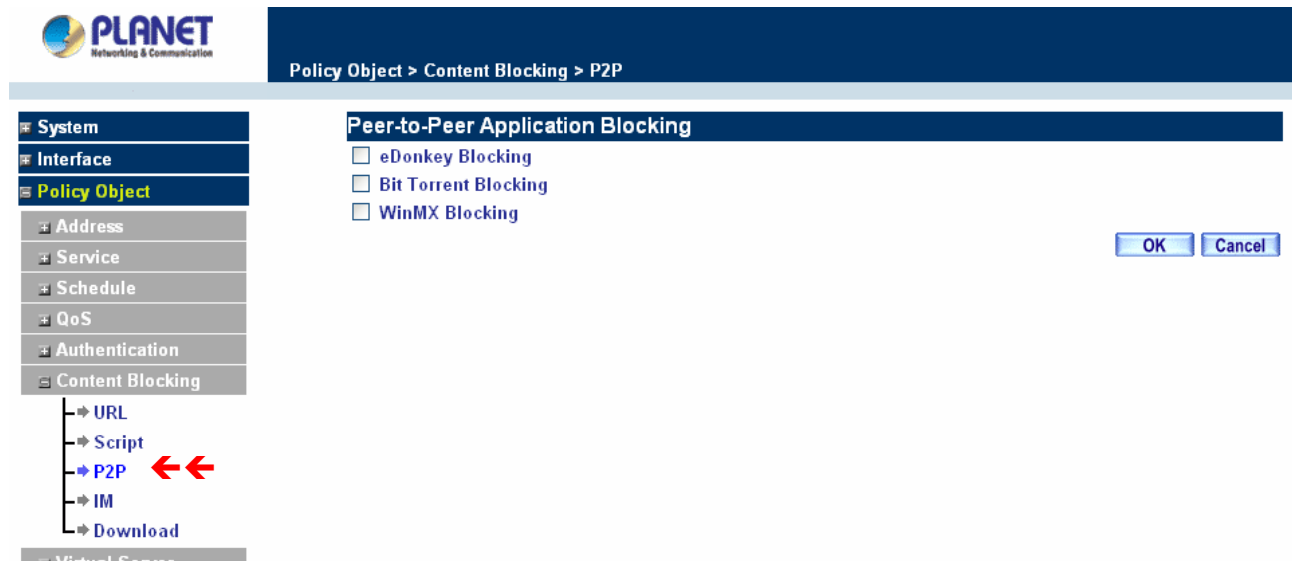 PLANET
Networking & Communication
Policy Object > Content Blocking > P2P
System
Interface
Policy Object
Address
Service
Schedule
QoS
Authentication
Content Blocking
URL
Script
P2P
IM
Download
Peer-to-Peer Application Blocking
eDonkey Blocking
Bit Torrent Blocking
WinMX Blocking
OK Cancel